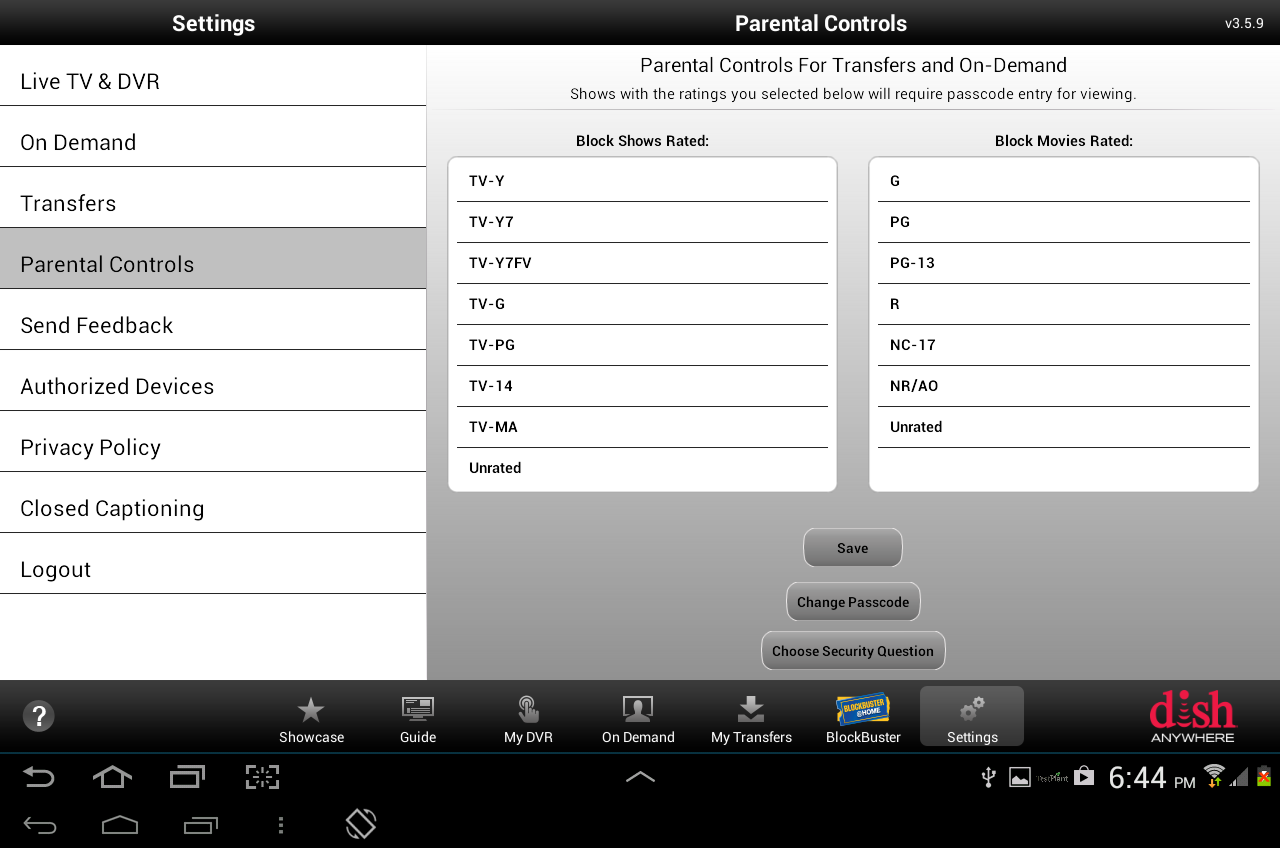 Settings
Parental Controls
v3.5.9
Live TV & DVR
On Demand
Transfers
Parental Controls
Send Feedback
Authorized Devices
Privacy Policy
Closed Captioning
Logout
Parental Controls For Transfers and On-Demand
Shows with the ratings you selected below will require passcode entry for viewing.
Block Shows Rated:
TV-Y
TV-Y7
TV-Y7FV
TV-G
TV-PG
TV-14
TV-MA
Unrated
Block Movies Rated:
G
PG
PG-13
R
NC-17
NR/AO
Unrated
Save
Change Passcode
Choose Security Question
?
Showcase
Guide
My DVR
On Demand
My Transfers
BLOCKBUSTER
@HOME
BlockBuster
Settings
dish
ANYWHERE
6:44 PM